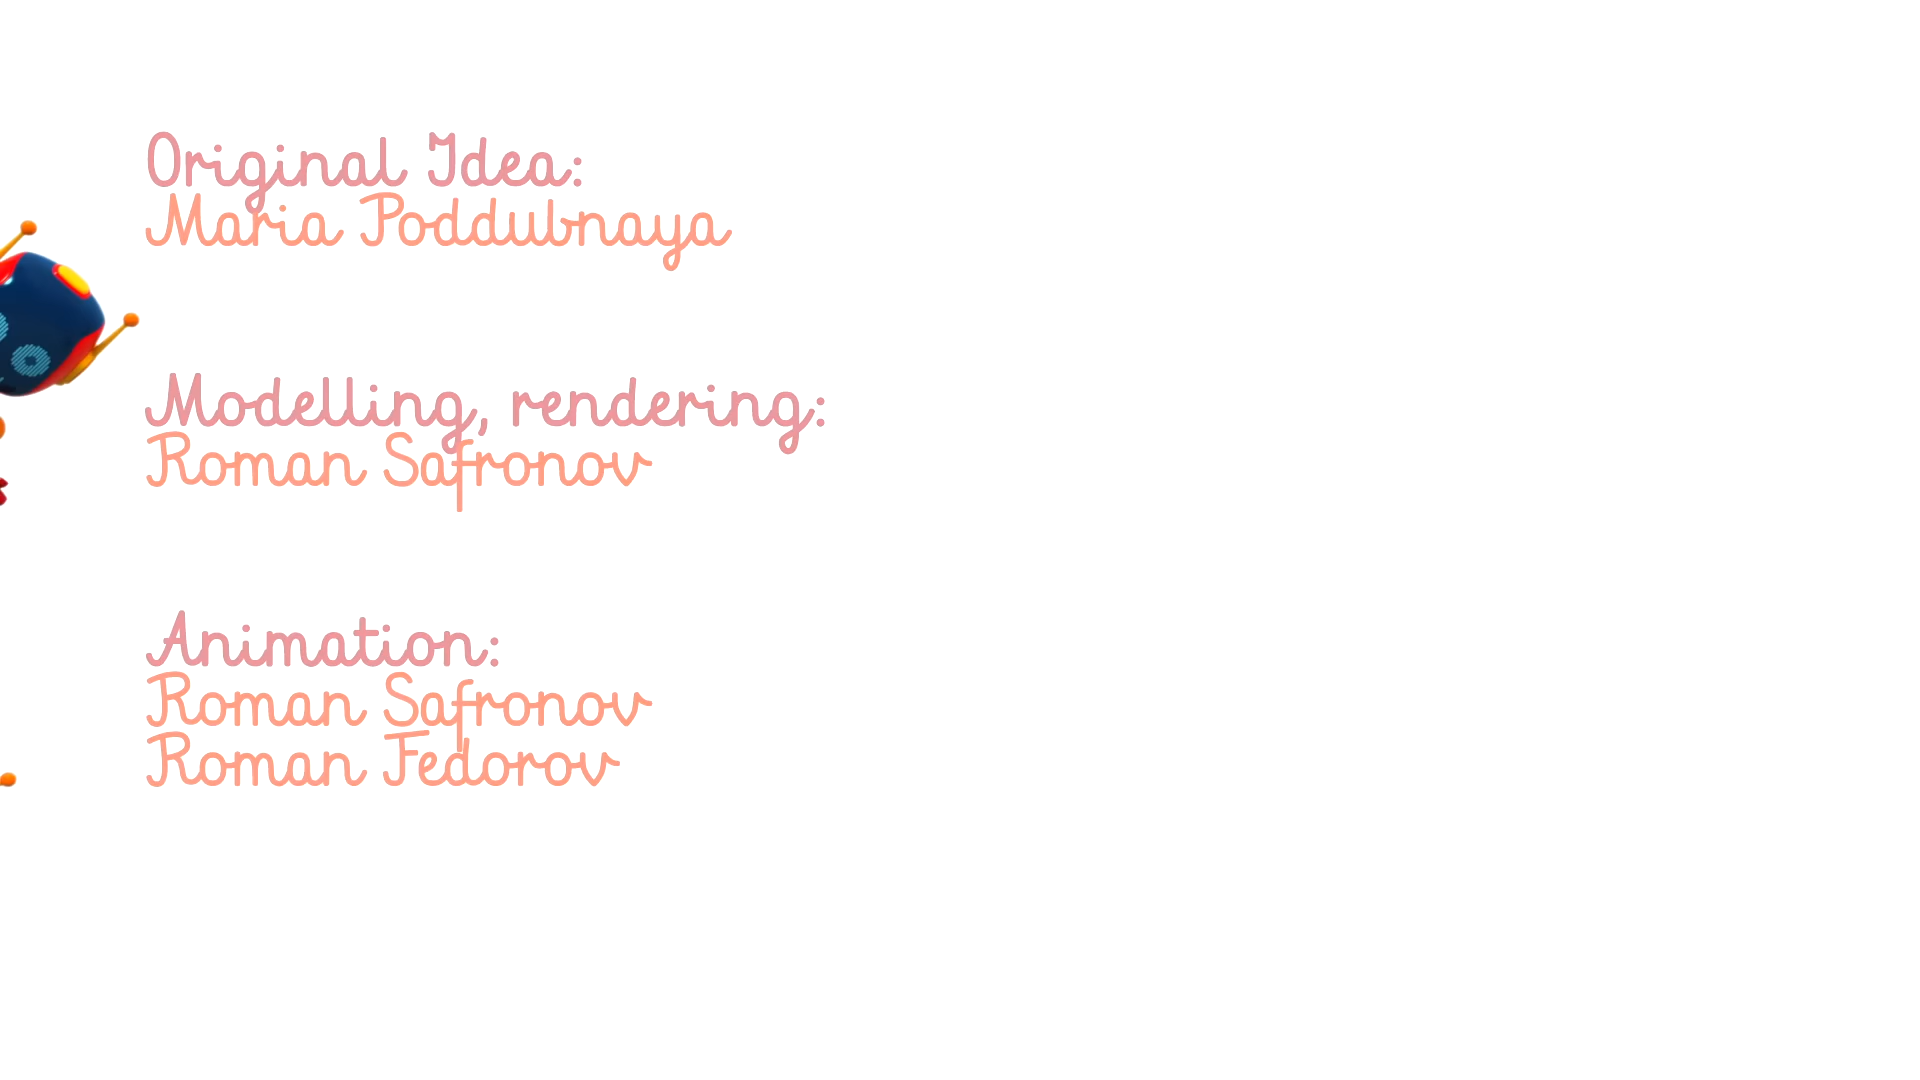 Original Idea:
Maria Poddubnaya
Modelling, rendering:
Roman Safronov
Animation:
Roman Safronov
Roman Fedorov